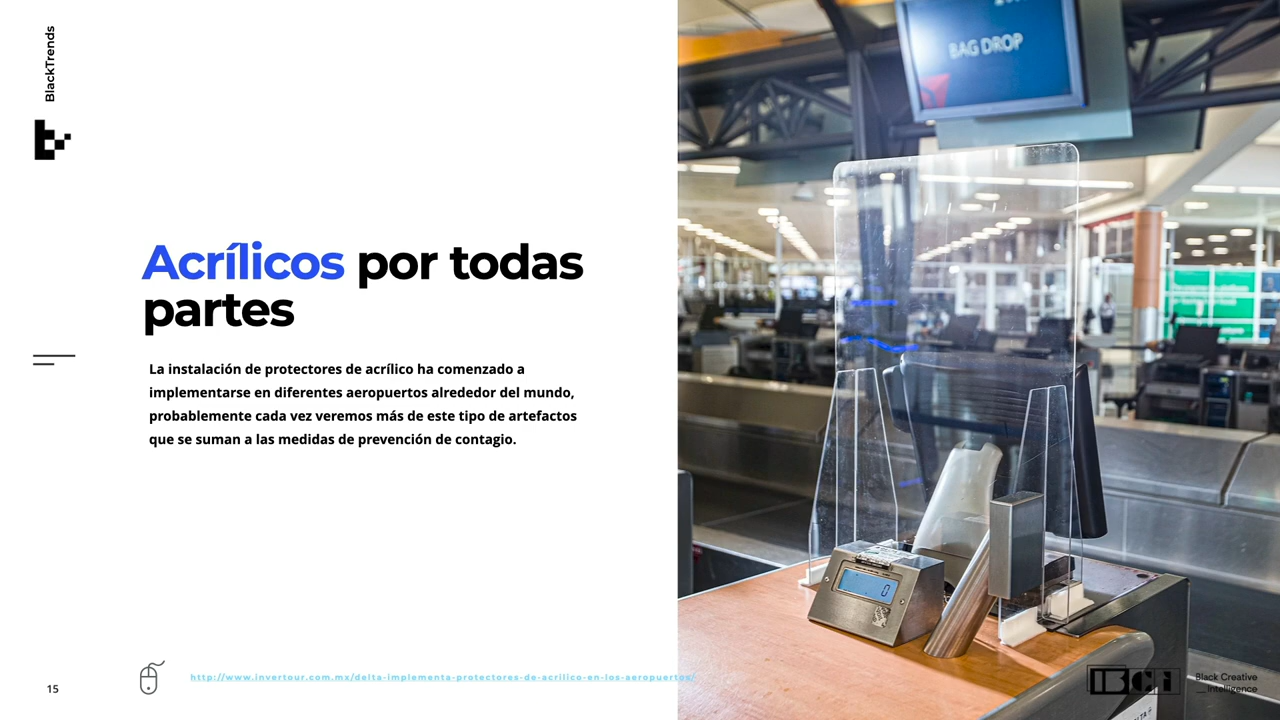 BlackTrends
Acrílicos por todas
partes
La instalación de protectores de acrílico ha comenzado a
implementarse en diferentes aeropuertos alrededor del mundo,
probablemente cada vez veremos más de este tipo de artefactos
que se suman a las medidas de prevención de contagio.
15
http://www.invertour.com.mx/delta-implementa-protectores-de-acrilico-en-los-aeropuertos/
BAG DROP
0
BCI
Black Creative
__Intelligence